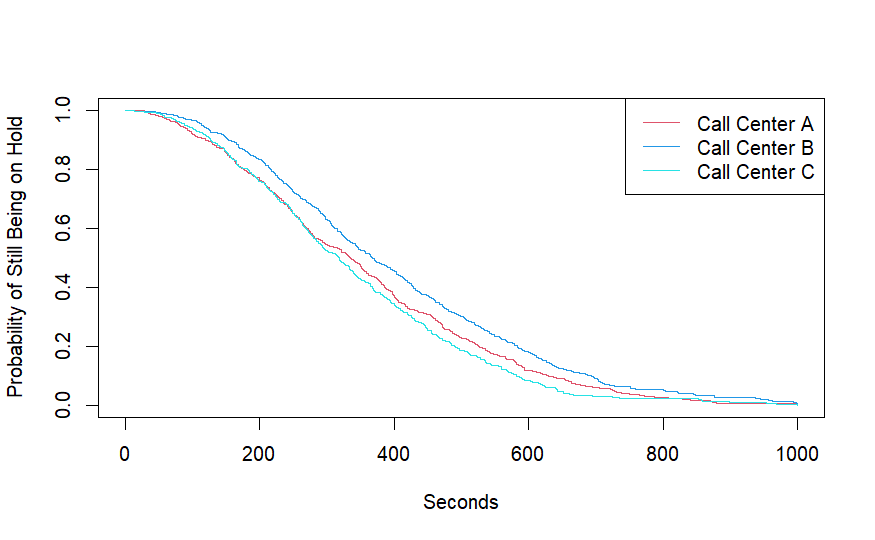 Call Center A
Call Center B
Call Center C
Probability of Still Being on Hold
1.0
0.8
0.6
0.4
0.2
0.0
0 200 400 600 800 1000
Seconds